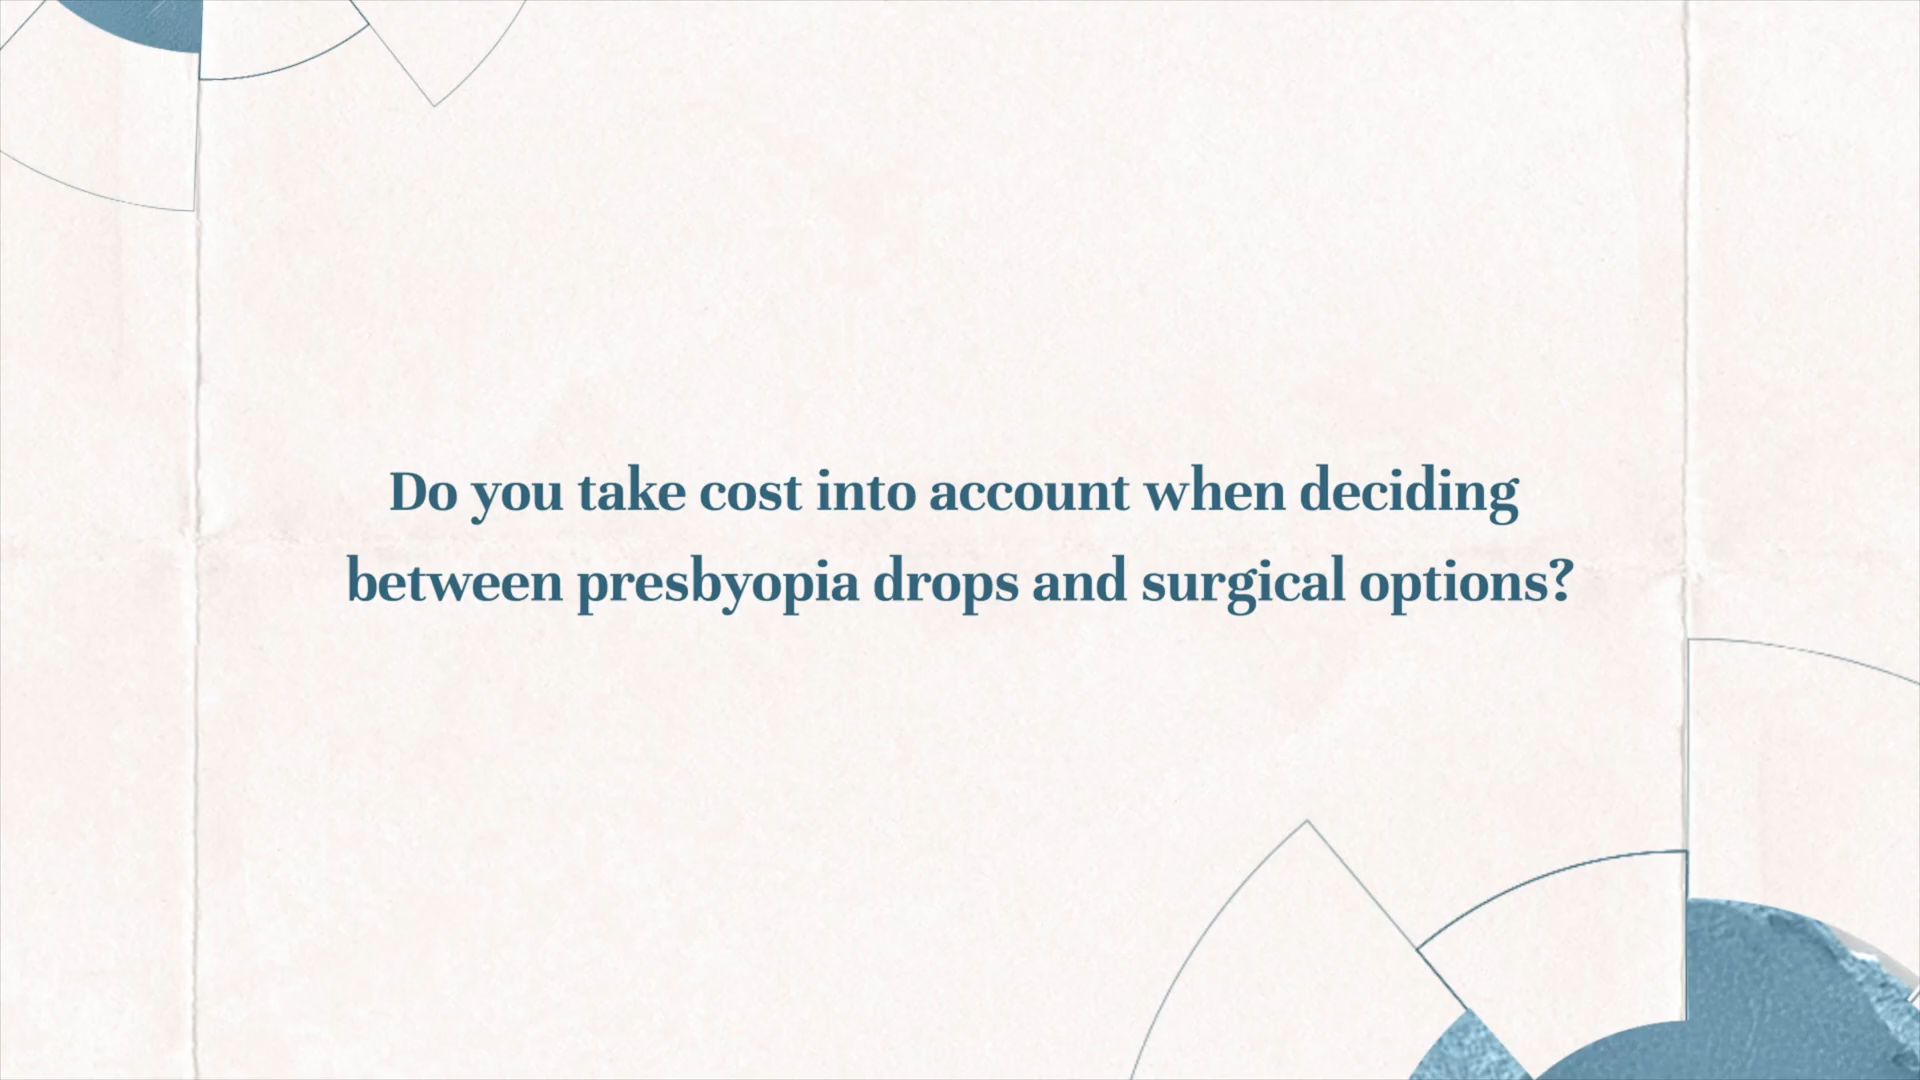 Do you take cost into account when deciding
between presbyopia drops and surgical options?